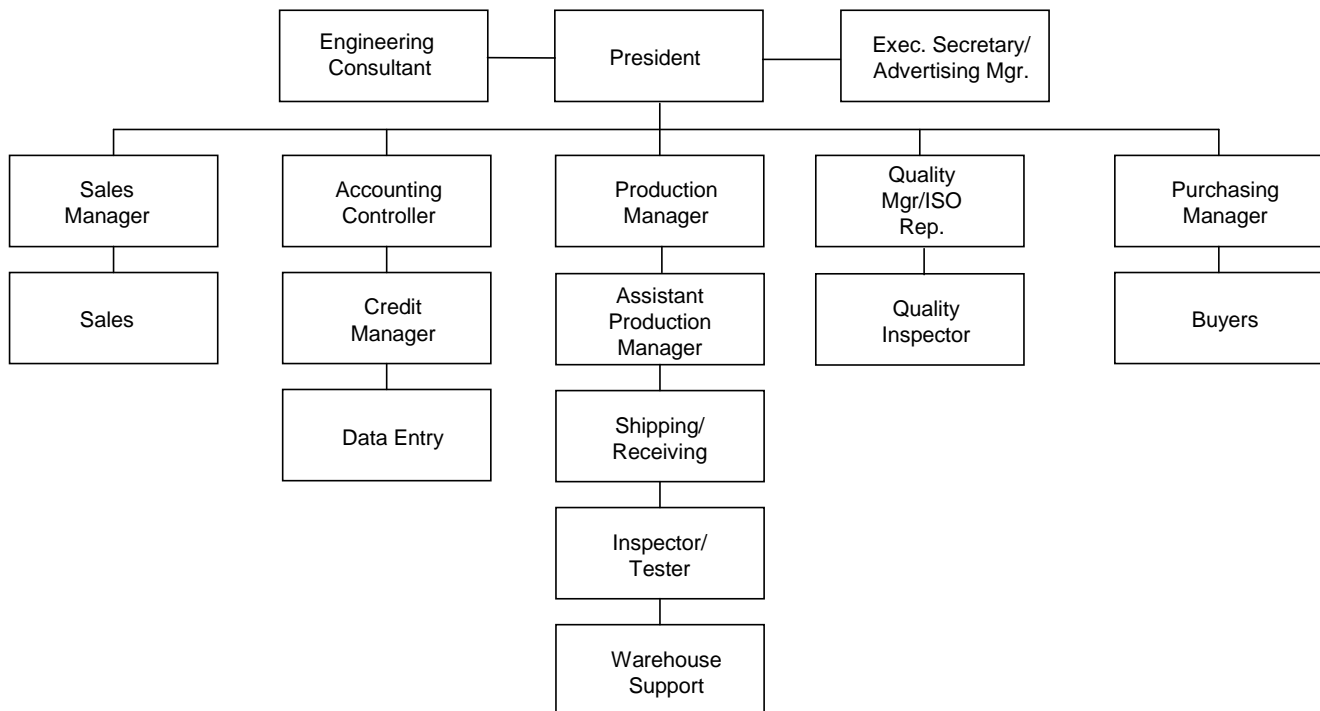 Engineering
Consultant
President
Exec. Secretary/
Advertising Mgr.
Sales
Manager
Accounting
Controller
Production
Manager
Quality
Mgr/ISO
Rep.
Purchasing
Manager
Sales
Credit
Manager
Assistant
Production
Manager
Quality
Inspector
Buyers
Data Entry
Shipping/
Receiving
Inspector/
Tester
Warehouse
Support